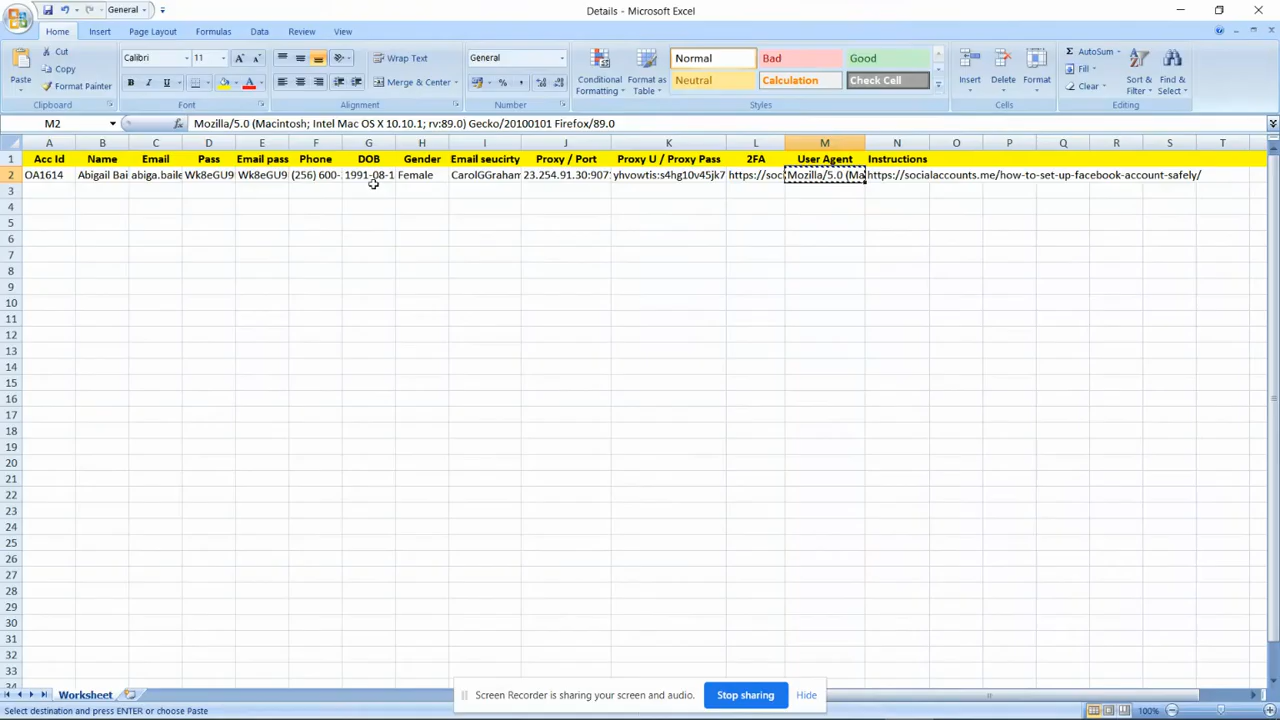 Details - Microsoft Excel
General
Home Insert Page Layout Formulas Data Review View
Paste
Cut
Copy
Format Painter
Clipboard
Calibri 11
B I U
Font
Wrap Text
Merge & Center
Alignment
General
Number
Conditional Formatting
Format as Table
Normal Bad Good
Neutral Calculation Check Cell
Styles
Insert Delete Format
Cells
AutoSum
Fill
Clear
Sort & Filter
Find & Select
Editing
M2 fx Mozilla/5.0 (Macintosh; Intel Mac OS X 10.10.1; rv:89.0) Gecko/20100101 Firefox/89.0
A B C D E F G H I J K L M N O P Q R S T
1 Acc Id Name Email Pass Email pass Phone DOB Gender Email seucirty Proxy / Port Proxy U / Proxy Pass 2FA User Agent Instructions
2 OA1614 Abigail bai abiga.baile Wk8eGU9 Wk8eGU9 (256) 600- 1991-08-1 Female CarolGGraham 23.254.91.30:907 yhvowtis:s4hg10v45jk7 https://soc Mozilla/5.0 (Ma https://socialaccounts.me/how-to-set-up-facebook-account-safely/
3
4
5
6
7
8
9
10
11
12
13
14
15
16
17
18
19
20
21
22
23
24
25
26
27
28
29
30
31
32
33
34
Worksheet
Screen Recorder is sharing your screen and audio. Stop sharing Hide
Select destination and press ENTER or choose Paste 100%